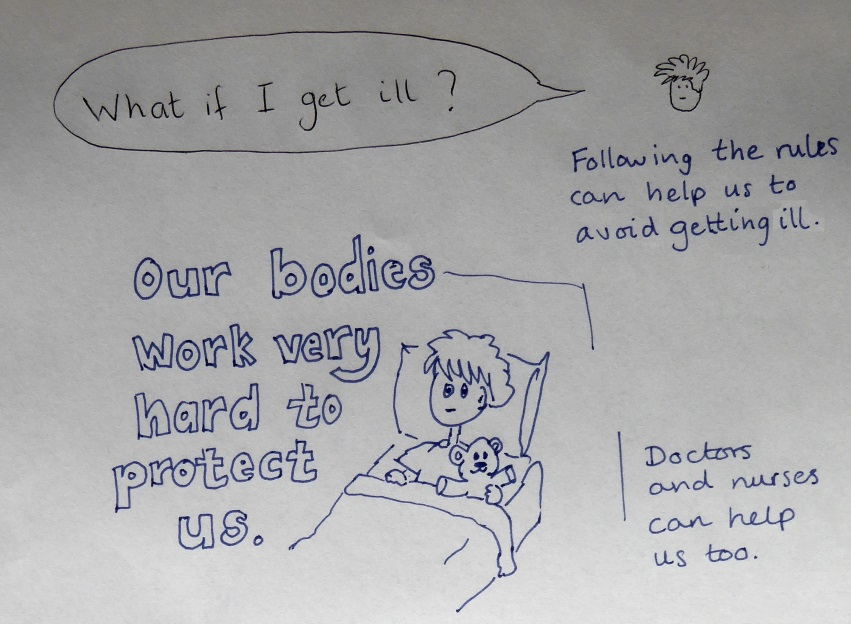 What if I get ill?
Following the rules
can help us to
avoid getting ill.
Our bodies
work very
hard to
protect
us.
Doctors
and nurses
can help
us too.